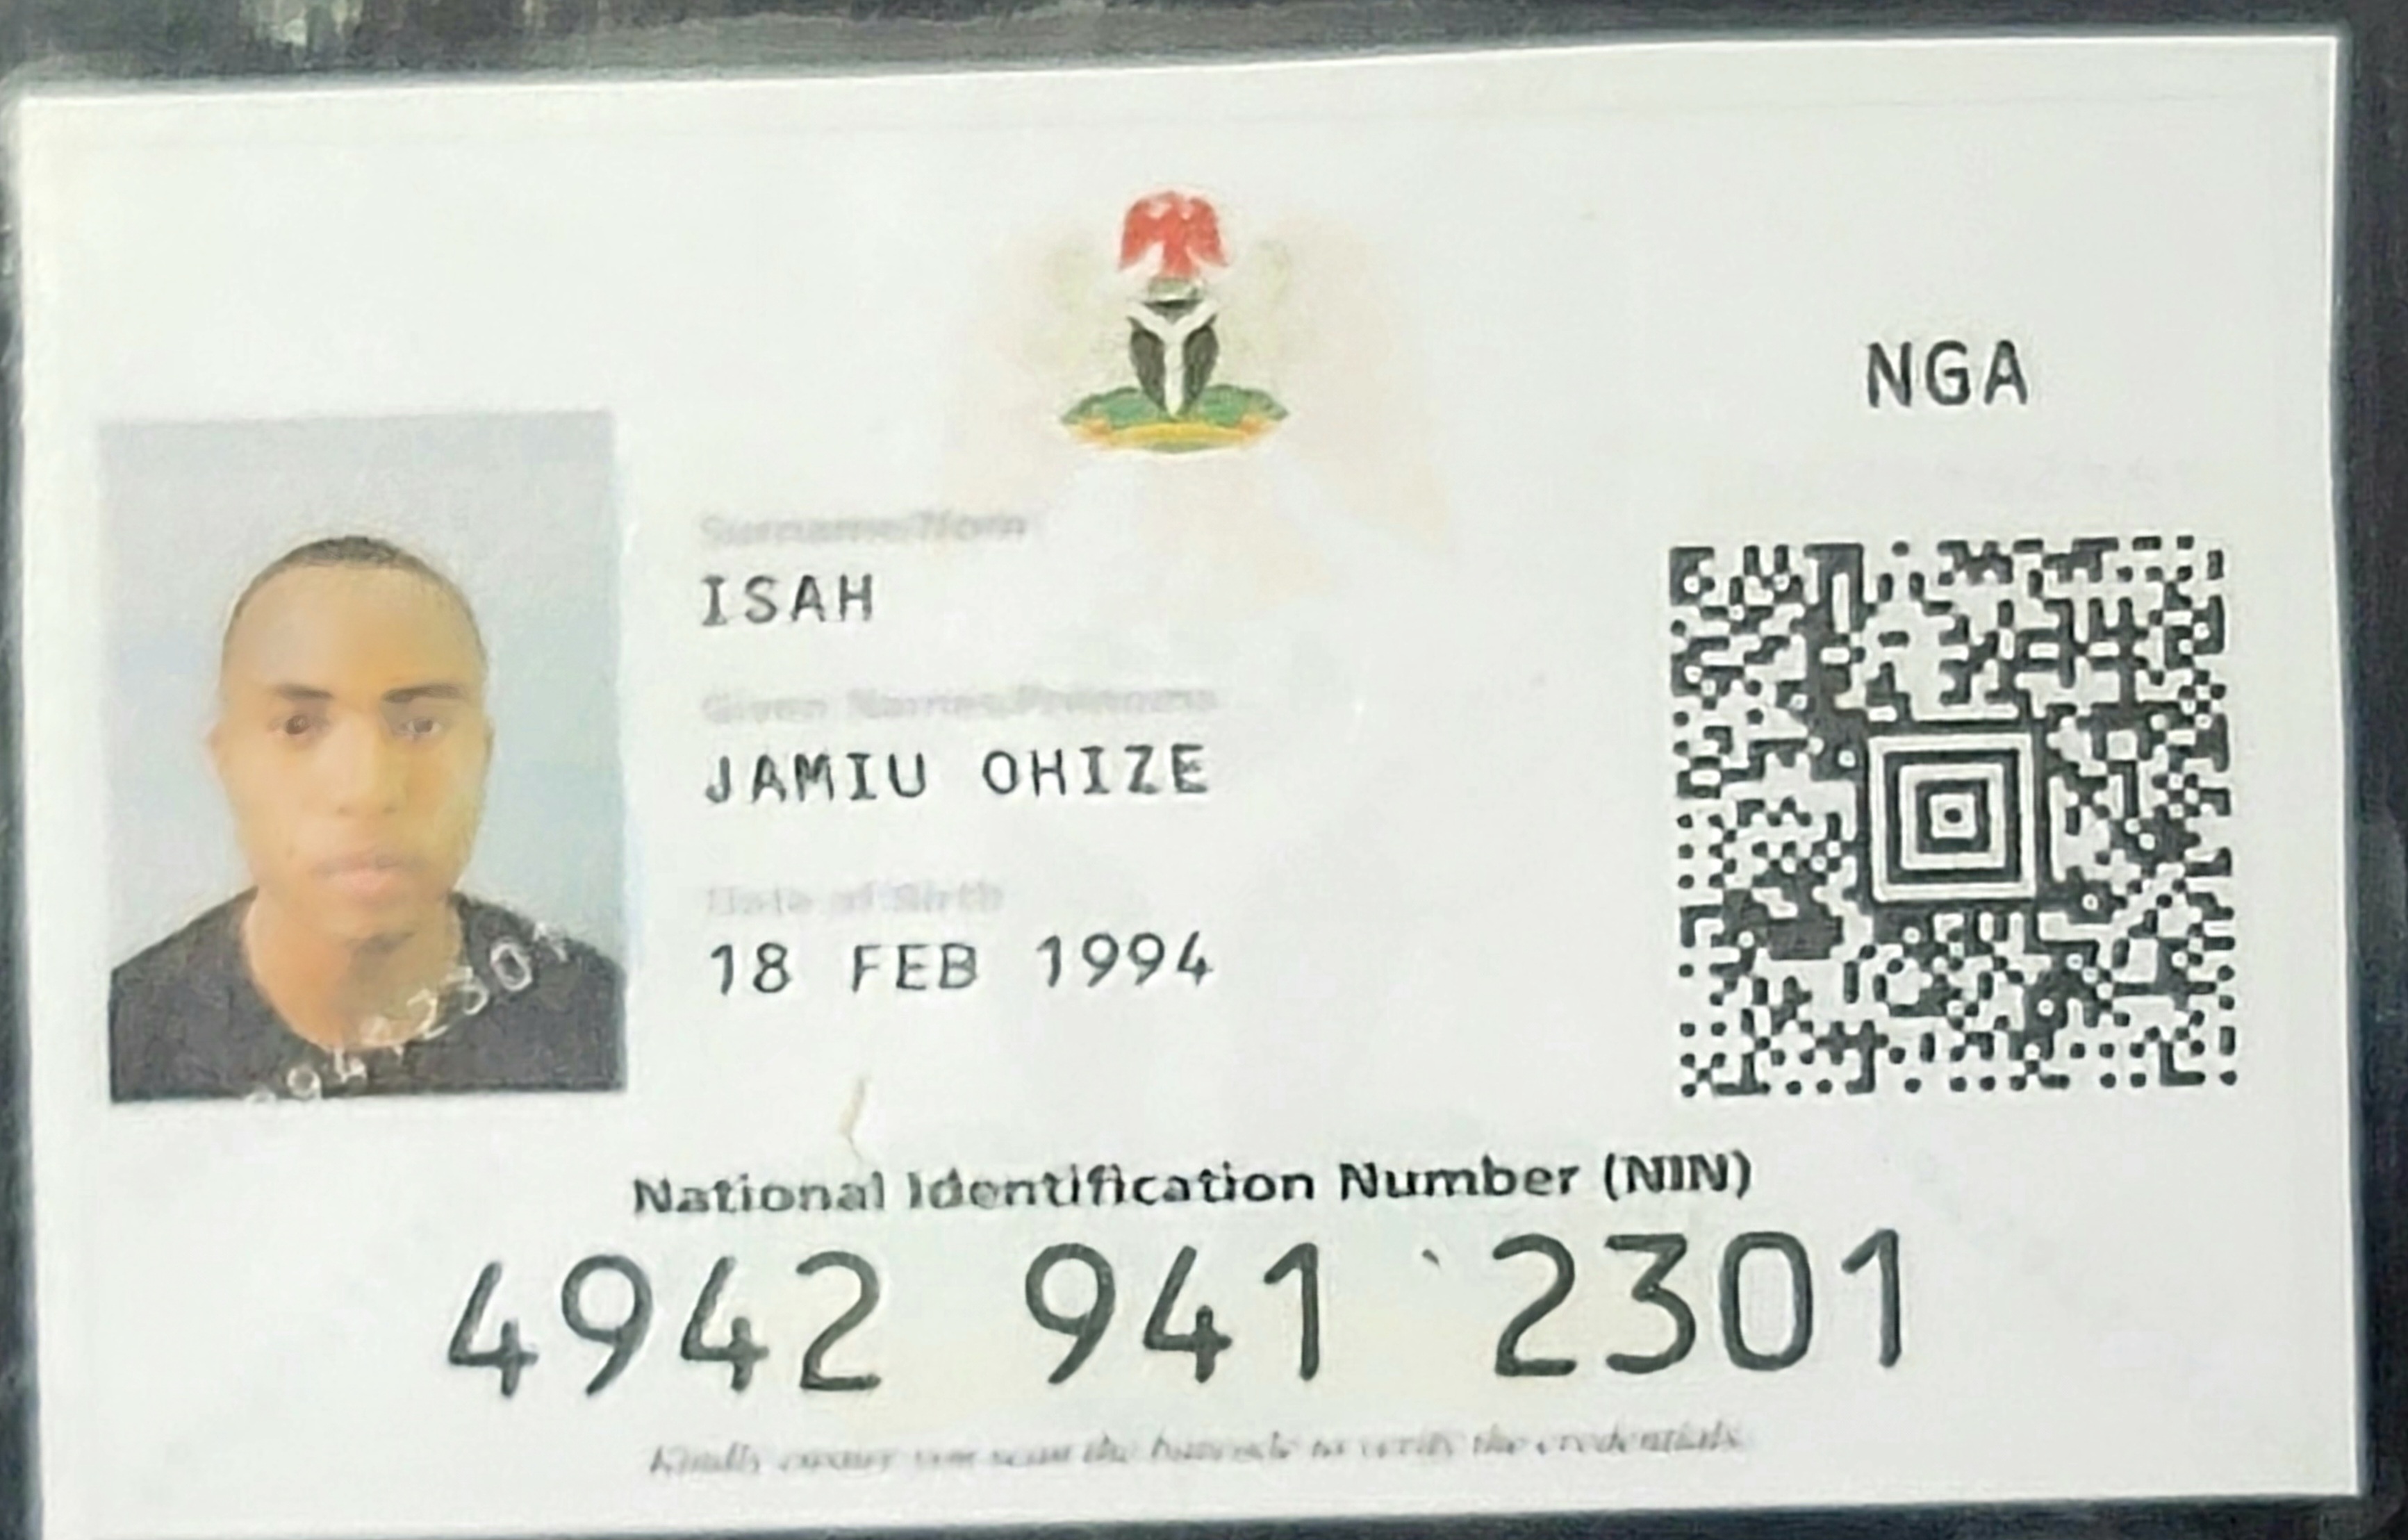 NGA
Surname/Nom
ISAH
Given Names/Prénoms
JAMIU OHIZE
Date of Birth
18 FEB 1994
National Identification Number (NIN)
4942 941 2301
Kindly ensure you scan the barcode to verify the credentials